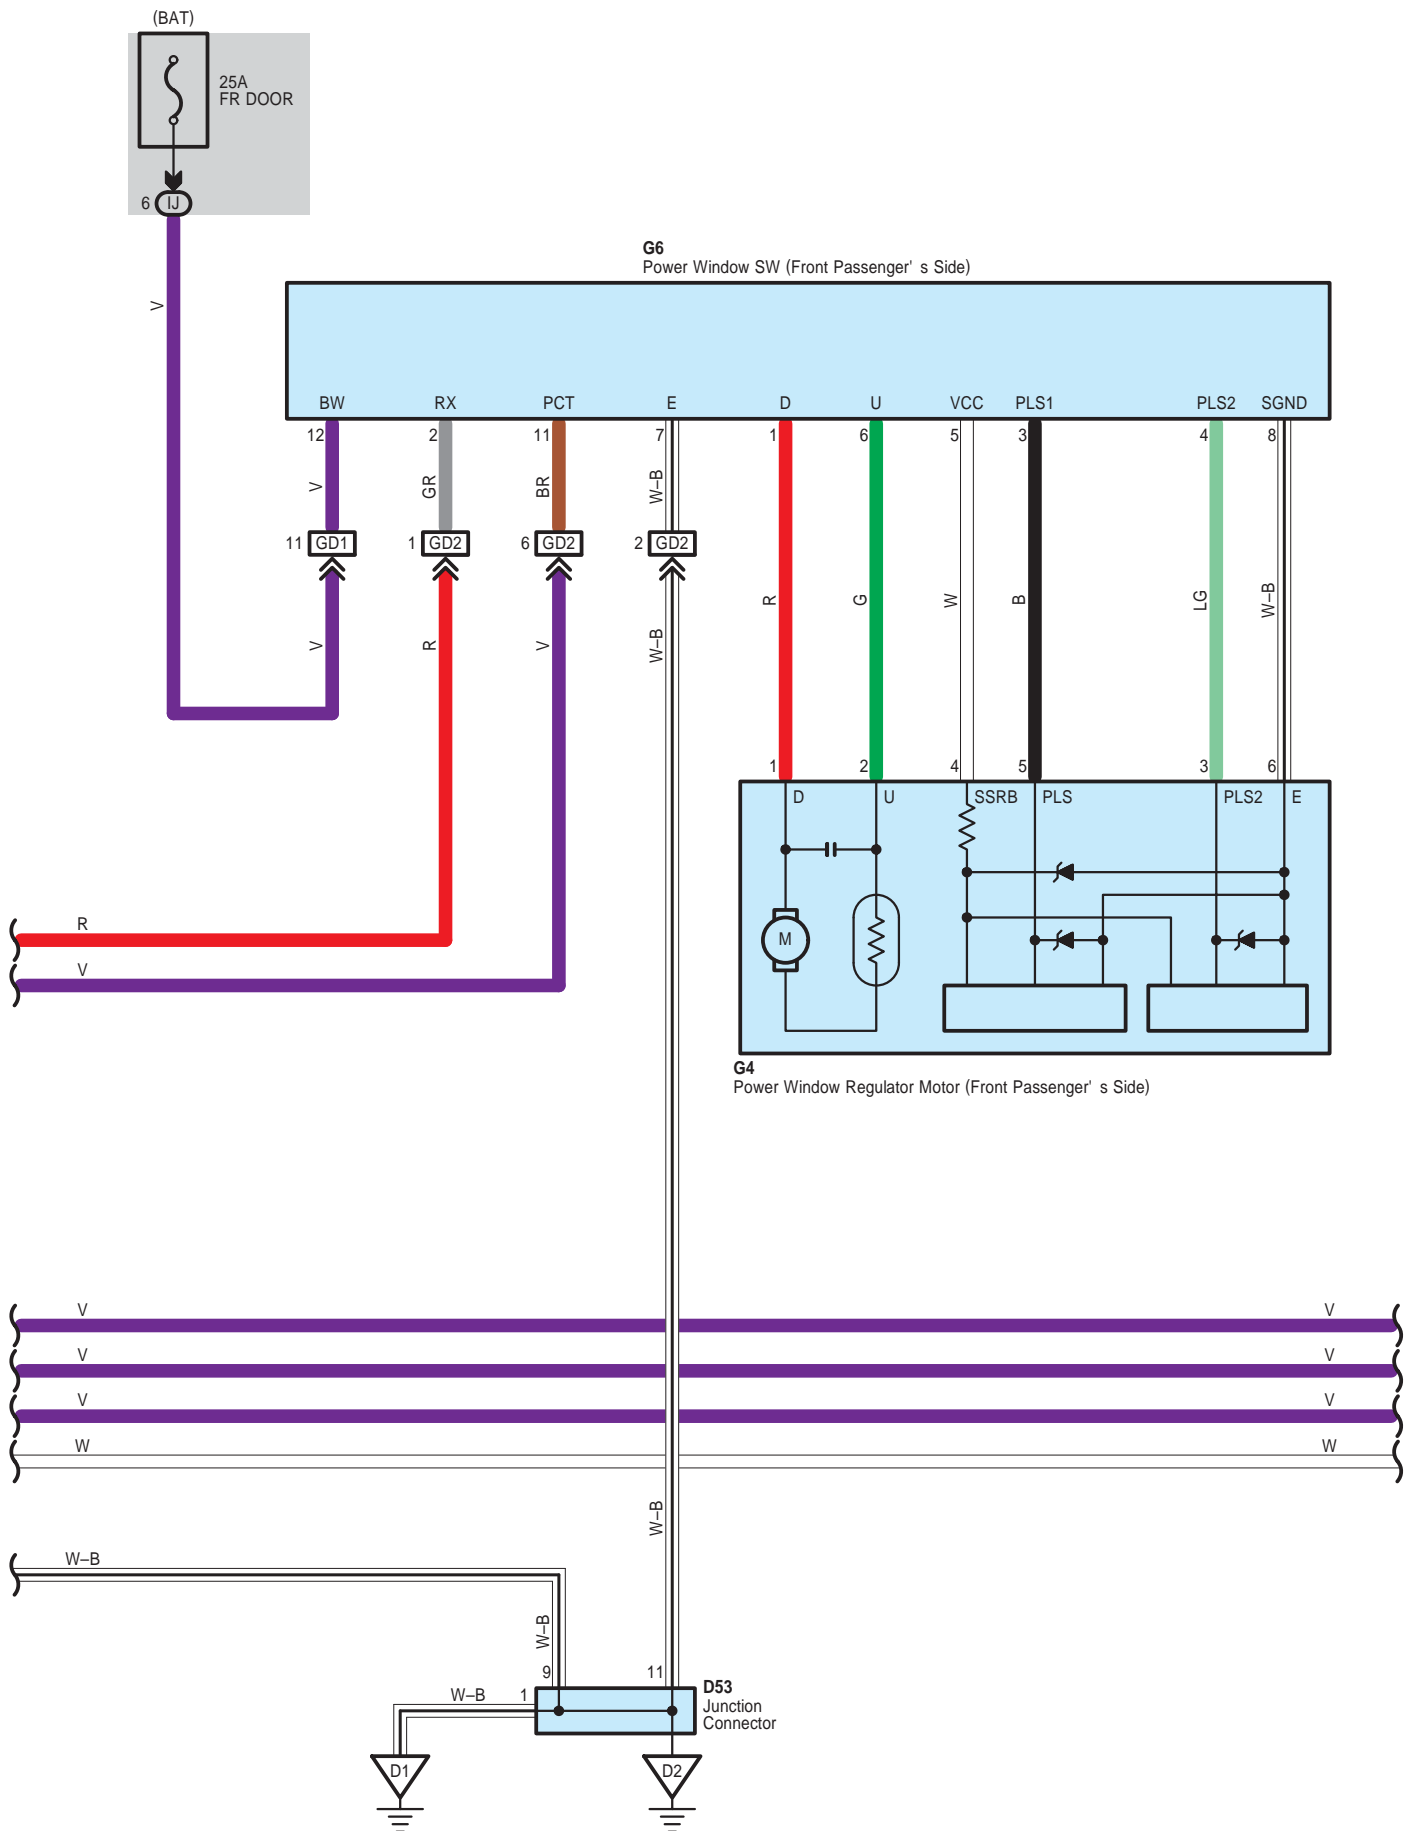 (BAT)
25A
FR DOOR
6 IJ
V
G6
Power Window SW (Front Passenger' s Side)
BW RX PCT E D U VCC PLS1 PLS2 SGND
12 2 11 7 1 6 5 3 4 8
V GR BR W–B
11 GD1 1 GD2 6 GD2 2 GD2
R G W B LG W–B
V R V W–B
1 2 4 5 3 6
D U SSRB PLS PLS2 E
M
R
V
G4
Power Window Regulator Motor (Front Passenger' s Side)
V V
V V
V V
W W
W–B
W–B
W–B
9 11
D53
Junction
Connector
W–B 1
D1 D2